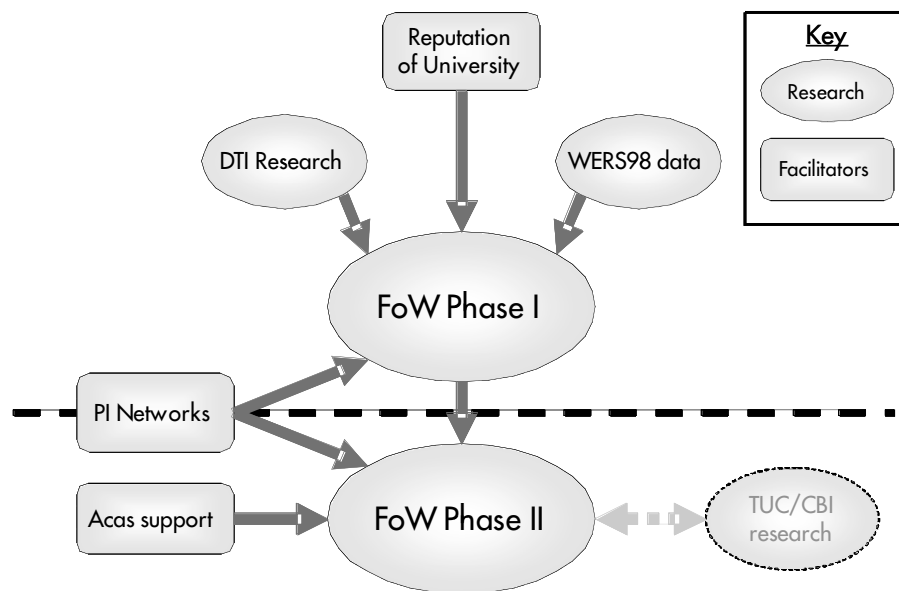 Reputation
of University
Key
Research
Facilitators
DTI Research
WERS98 data
FoW Phase I
PI Networks
Acas support
FoW Phase II
TUC/CBI
research